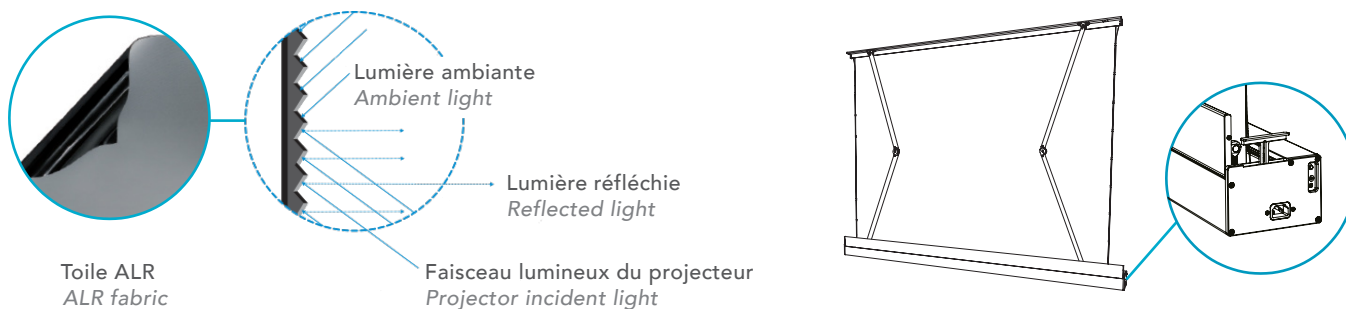 Lumière ambiante
Ambient light
Lumière réfléchie
Reflected light
Toile ALR
ALR fabric
Faisceau lumineux du projecteur
Projector incident light